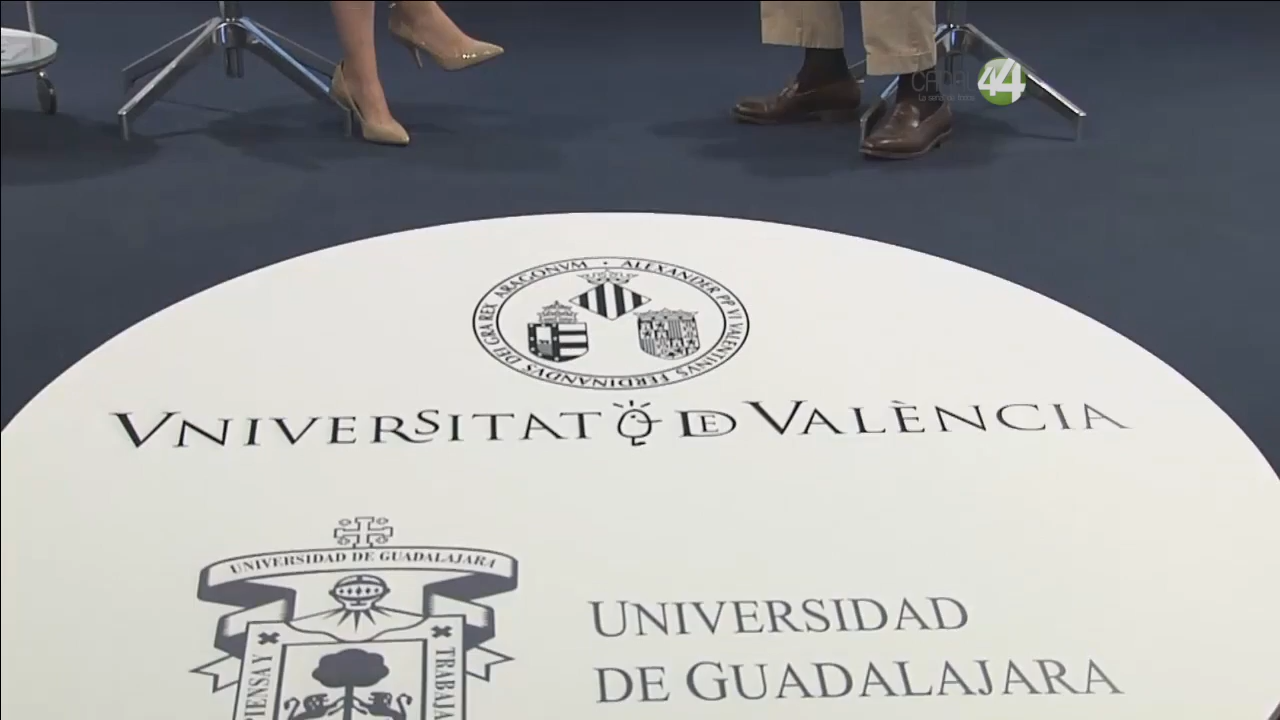 CANAL 44
ALEXANDER PP VI VALENTINVS FERDINANDVS DEI GRA REX ARAGONVM
VNIVERSITAT DE VALÈNCIA
UNIVERSIDAD DE GUADALAJARA
PIENSA Y
TRABAJA
UNIVERSIDAD
DE GUADALAJARA